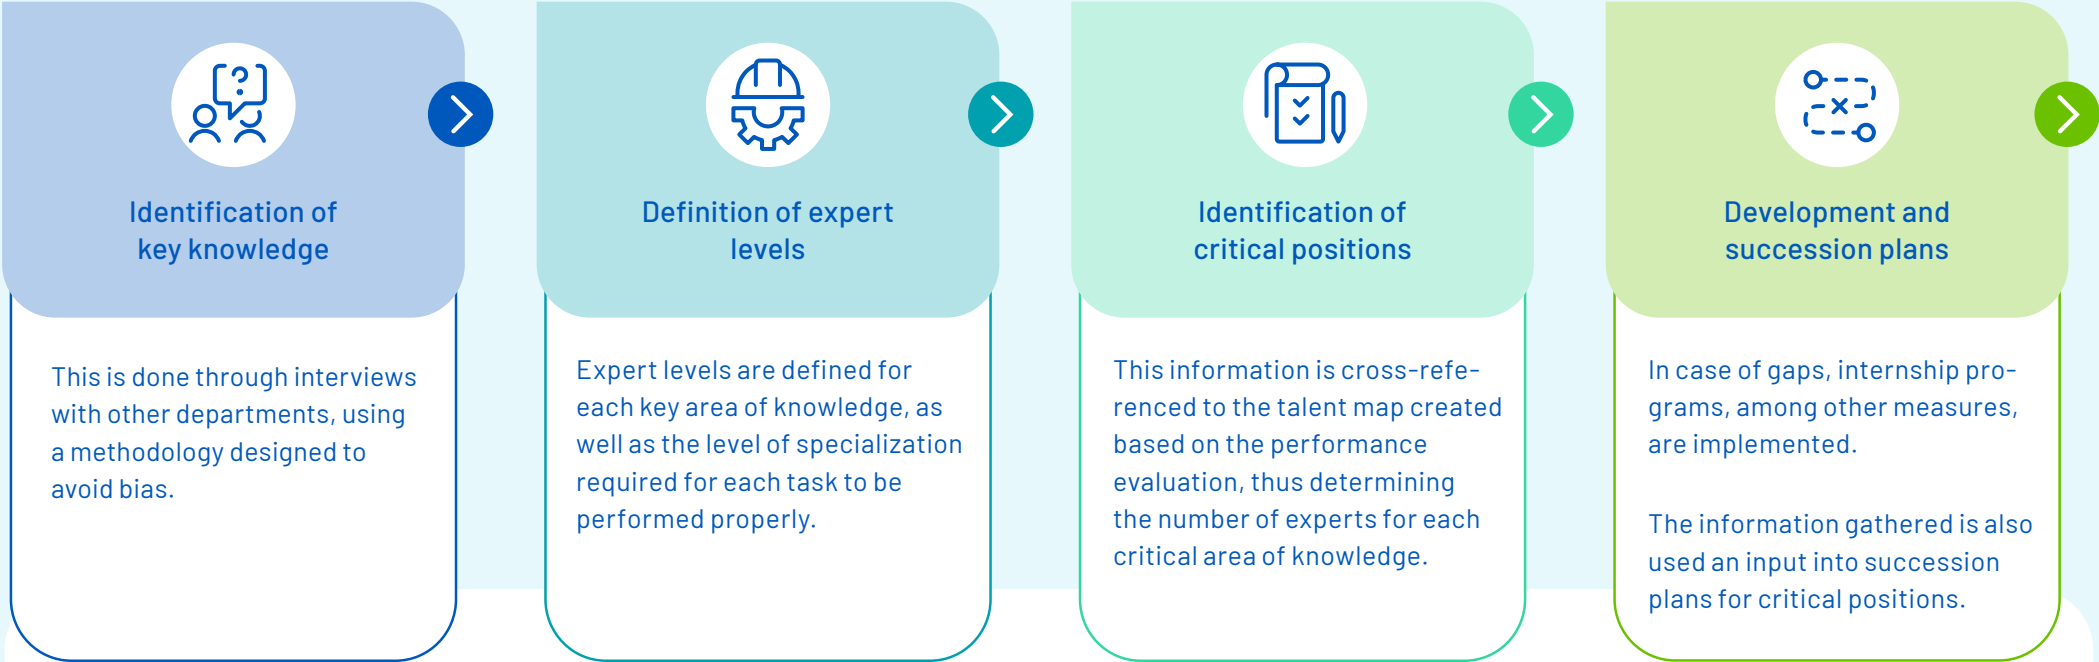 ?
Identification of
key knowledge
This is done through interviews
with other departments, using
a methodology designed to
avoid bias.
Definition of expert
levels
Expert levels are defined for
each key area of knowledge, as
well as the level of specialization
required for each task to be
performed properly.
Identification of
critical positions
This information is cross-refe-
renced to the talent map created
based on the performance
evaluation, thus determining
the number of experts for each
critical area of knowledge.
Development and
succession plans
In case of gaps, internship pro-
grams, among other measures,
are implemented.
The information gathered is also
used an input into succession
plans for critical positions.